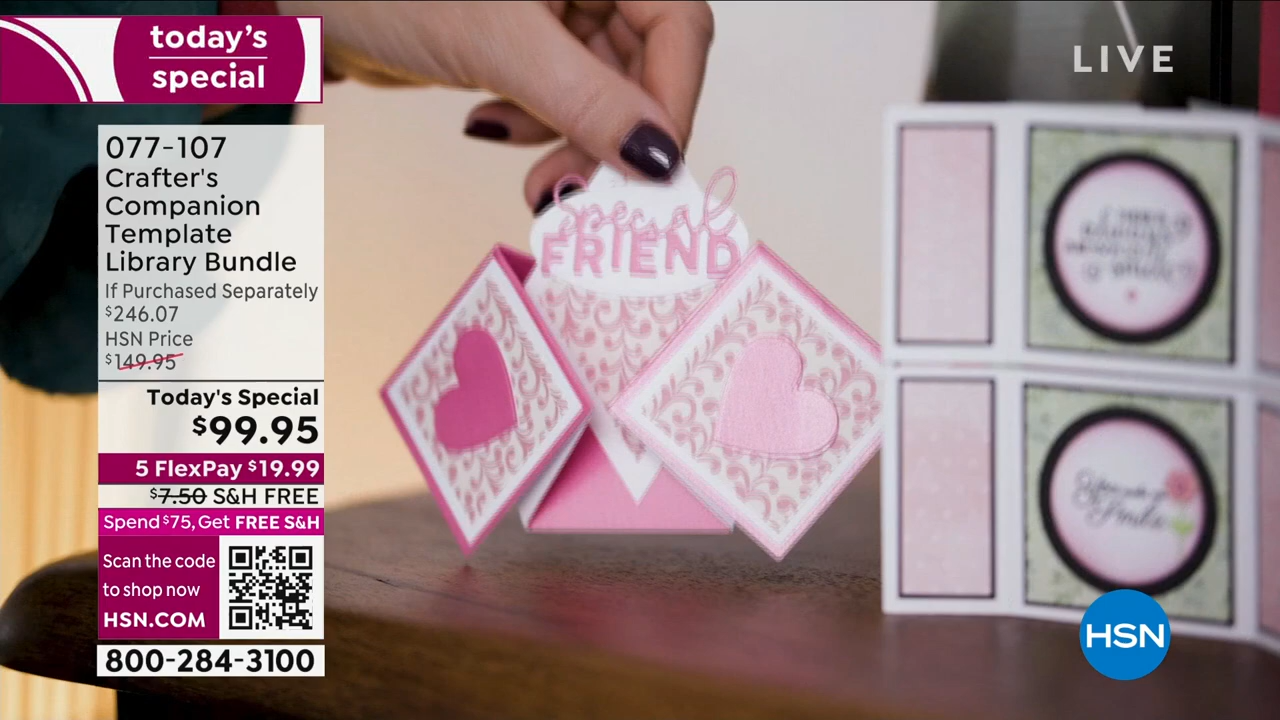 today's
special
LIVE
077-107
Crafter's
Companion
Template
Library Bundle
If Purchased Separately
$246.07
HSN Price
$149.95
Today's Special
$99.95
5 FlexPay $19.99
$7.50 S&H FREE
Spend $75, Get FREE S&H
Scan the code
to shop now
HSN.COM
800-284-3100
special
FRIEND
HSN